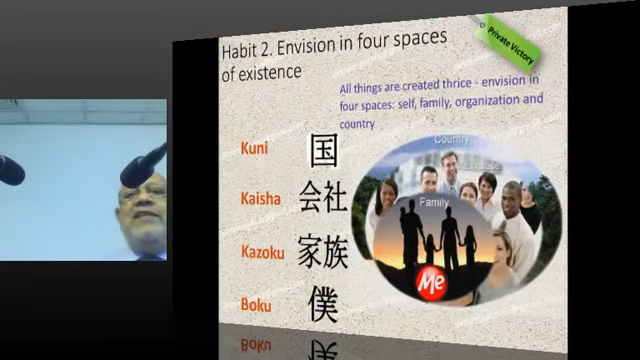 Habit 2. Envision in four spaces
of existence
Private Victory
All things are created thrice - envision in
four spaces: self, family, organization and
country
Kuni 国
Kaisha 会社
Kazoku 家族
Boku 僕
Country
Family
Me